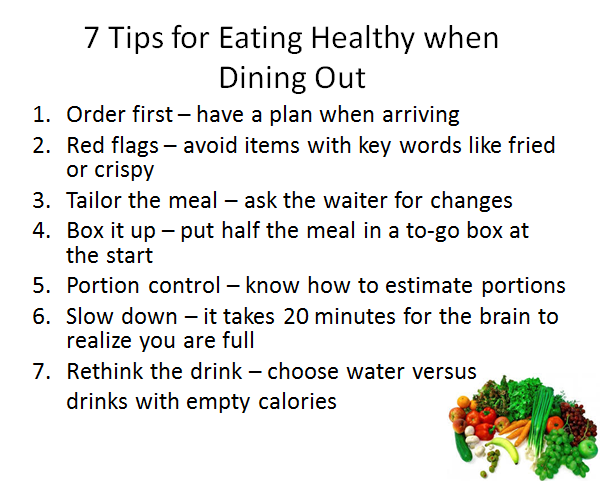 7 Tips for Eating Healthy when
Dining Out
1. Order first – have a plan when arriving
2. Red flags – avoid items with key words like fried
or crispy
3. Tailor the meal – ask the waiter for changes
4. Box it up – put half the meal in a to-go box at
the start
5. Portion control – know how to estimate portions
6. Slow down – it takes 20 minutes for the brain to
realize you are full
7. Rethink the drink – choose water versus
drinks with empty calories